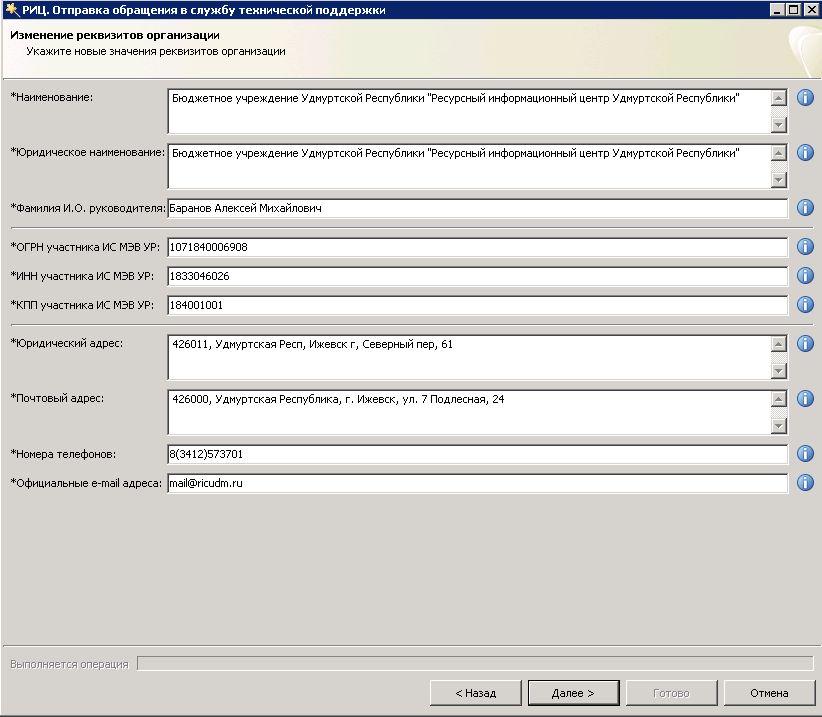 РИЦ. Отправка обращения в службу технической поддержки
Изменение реквизитов организации
Укажите новые значения реквизитов организации
*Наименование: Бюджетное учреждение Удмуртской Республики "Ресурсный информационный центр Удмуртской Республики"
*Юридическое наименование: Бюджетное учреждение Удмуртской Республики "Ресурсный информационный центр Удмуртской Республики"
*Фамилия И.О. руководителя: Баранов Алексей Михайлович
*ОГРН участника ИС МЭВ УР: 1071840006908
*ИНН участника ИС МЭВ УР: 1833046026
*КПП участника ИС МЭВ УР: 184001001
*Юридический адрес: 426011, Удмуртская Респ, Ижевск г, Северный пер, 61
*Почтовый адрес: 426000, Удмуртская Республика, г. Ижевск, ул. 7 Подлесная, 24
*Номера телефонов: 8(3412)573701
*Официальные e-mail адреса: mail@ricudm.ru
Выполняется операция
< Назад Далее > Готово Отмена